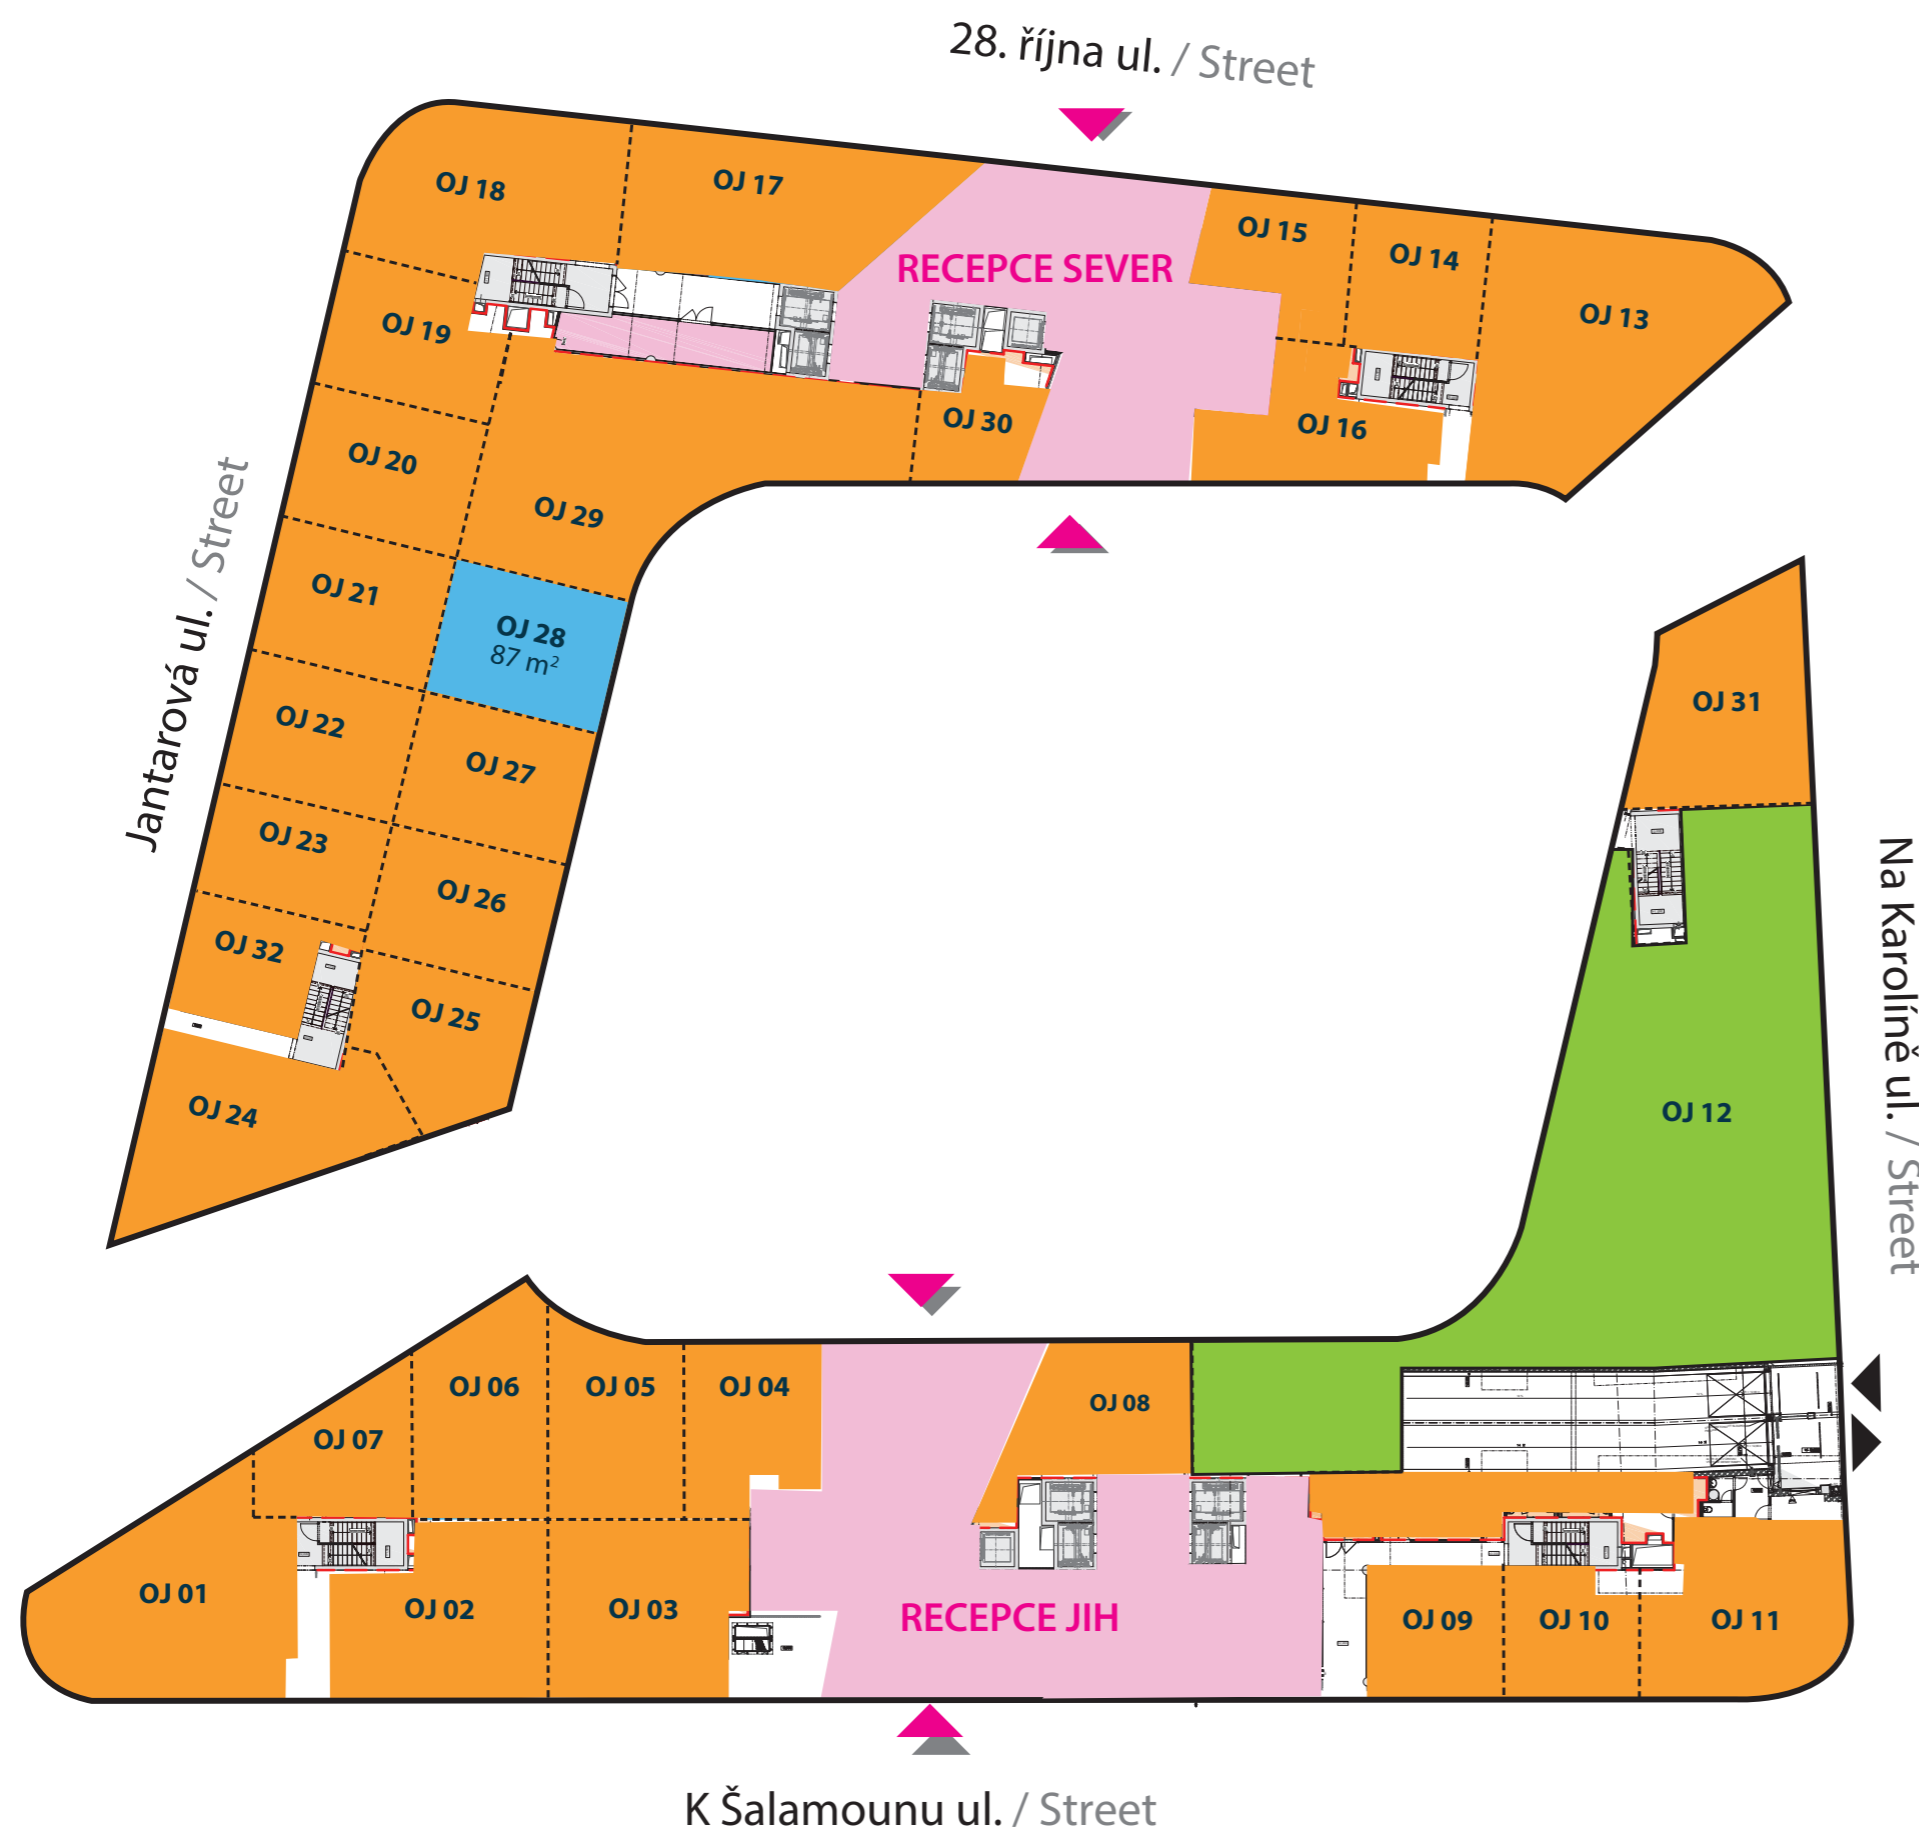 28. října ul. / Street
OJ 18
OJ 17
OJ 15
OJ 14
RECEPCE SEVER
OJ 13
OJ 19
OJ 30
OJ 16
OJ 20
OJ 29
Jantarová ul. / Street
OJ 21
OJ 28
87 m²
OJ 31
OJ 22
OJ 27
OJ 23
OJ 26
OJ 32
OJ 25
OJ 24
OJ 12
Na Karolíně ul. / Street
OJ 06
OJ 05
OJ 04
OJ 08
OJ 07
OJ 01
OJ 02
OJ 03
RECEPCE JIH
OJ 09
OJ 10
OJ 11
K Šalamounu ul. / Street